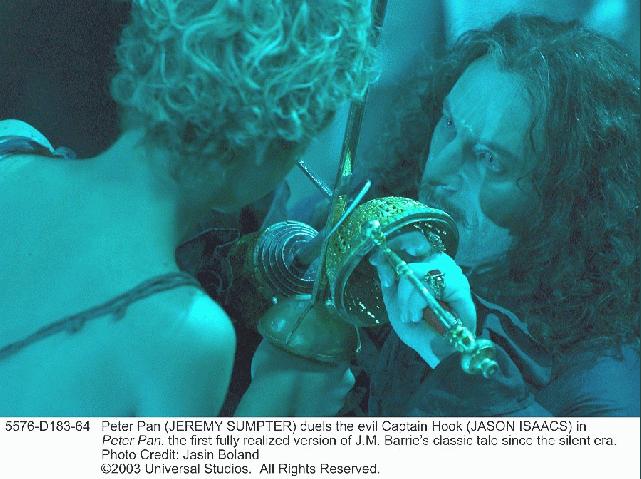 5576-D183-64 Peter Pan (JEREMY SUMPTER) duels the evil Captain Hook (JASON ISAACS) in
Peter Pan, the first fully realized version of J.M. Barrie's classic tale since the silent era.
Photo Credit: Jasin Boland
©2003 Universal Studios. All Rights Reserved.